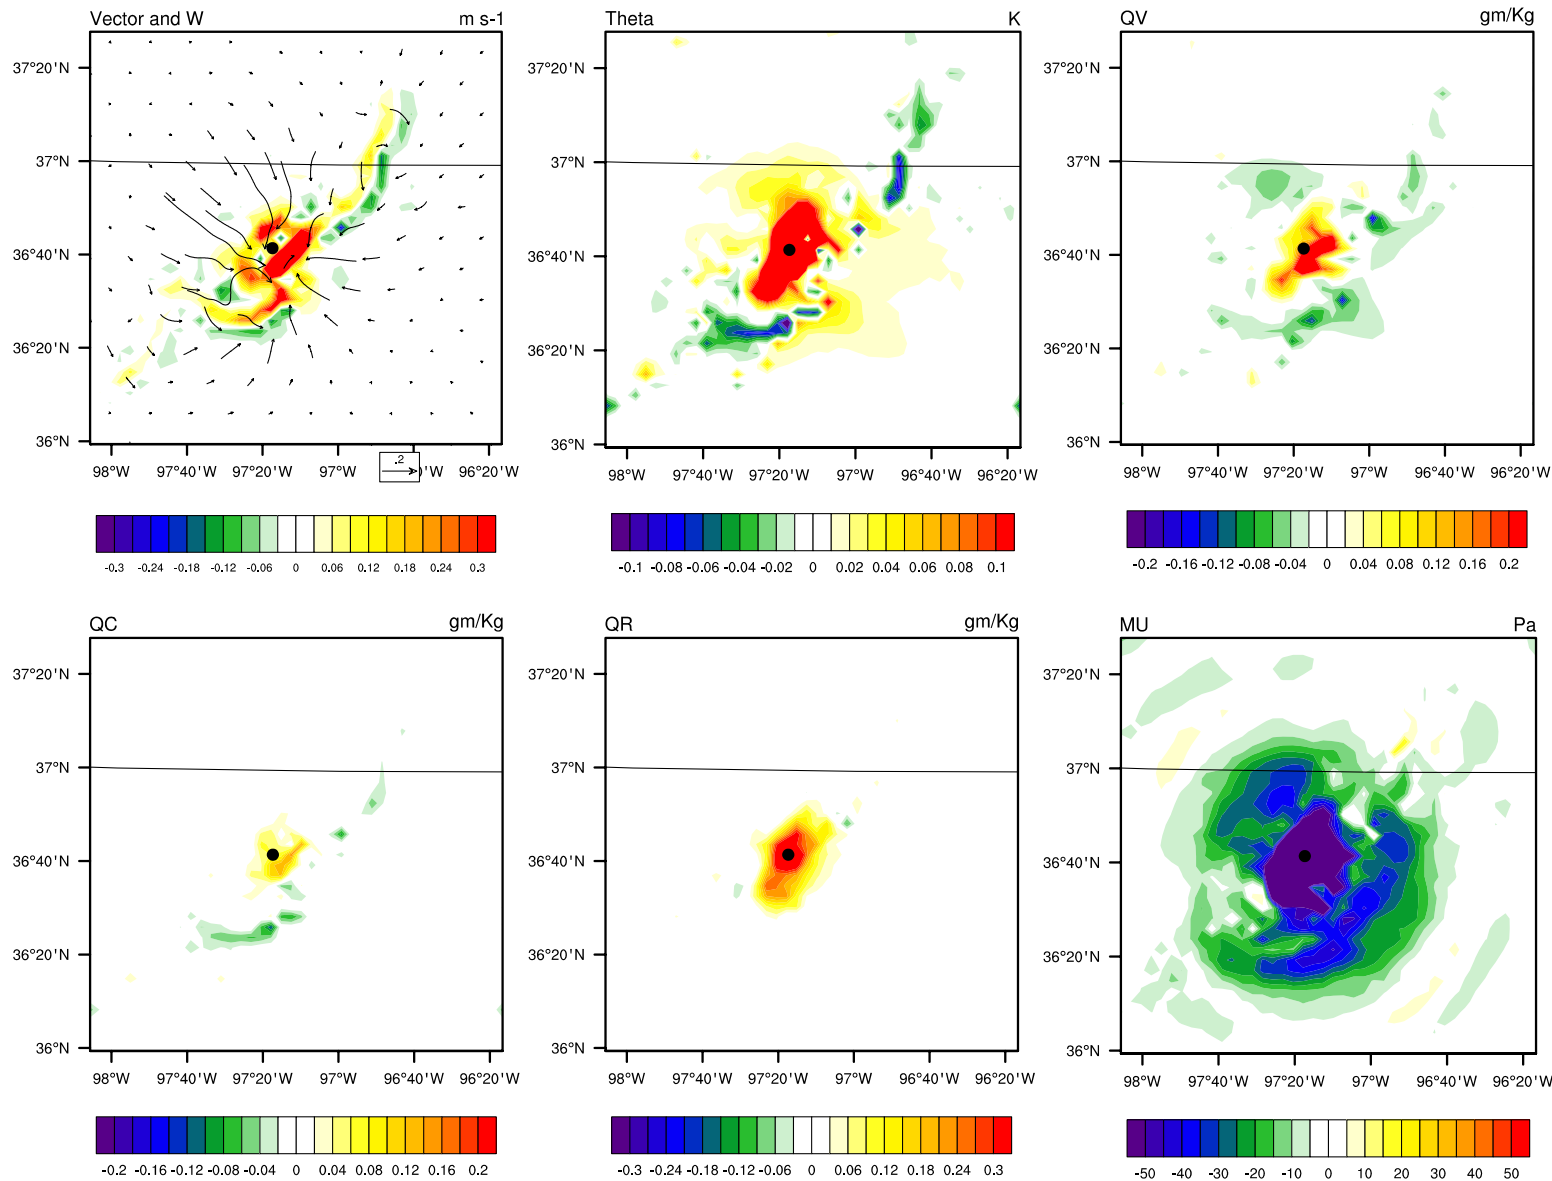 Vector and W m s-1
37°20'N
37°N
36°40'N
36°20'N
36°N
98°W 97°40'W 97°20'W 97°W 96°20'W
.2
-0.3 -0.24 -0.18 -0.12 -0.06 0 0.06 0.12 0.18 0.24 0.3
Theta K
37°20'N
37°N
36°40'N
36°20'N
36°N
98°W 97°40'W 97°20'W 97°W 96°40'W 96°20'W
-0.1 -0.08 -0.06 -0.04 -0.02 0 0.02 0.04 0.06 0.08 0.1
QV gm/Kg
37°20'N
37°N
36°40'N
36°20'N
36°N
98°W 97°40'W 97°20'W 97°W 96°40'W 96°20'W
-0.2 -0.16 -0.12 -0.08 -0.04 0 0.04 0.08 0.12 0.16 0.2
QC gm/Kg
37°20'N
37°N
36°40'N
36°20'N
36°N
98°W 97°40'W 97°20'W 97°W 96°40'W 96°20'W
-0.2 -0.16 -0.12 -0.08 -0.04 0 0.04 0.08 0.12 0.16 0.2
QR gm/Kg
37°20'N
37°N
36°40'N
36°20'N
36°N
98°W 97°40'W 97°20'W 97°W 96°40'W 96°20'W
-0.3 -0.24 -0.18 -0.12 -0.06 0 0.06 0.12 0.18 0.24 0.3
MU Pa
37°20'N
37°N
36°40'N
36°20'N
36°N
98°W 97°40'W 97°20'W 97°W 96°40'W 96°20'W
-50 -40 -30 -20 -10 0 10 20 30 40 50